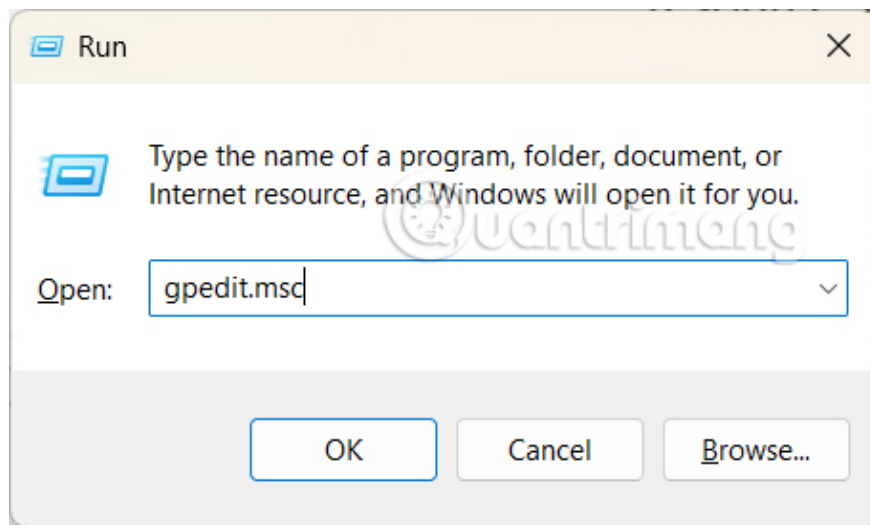 Run
Type the name of a program, folder, document, or
Internet resource, and Windows will open it for you.
Quantrimang
Open:
gpedit.msc
OK
Cancel
Browse...